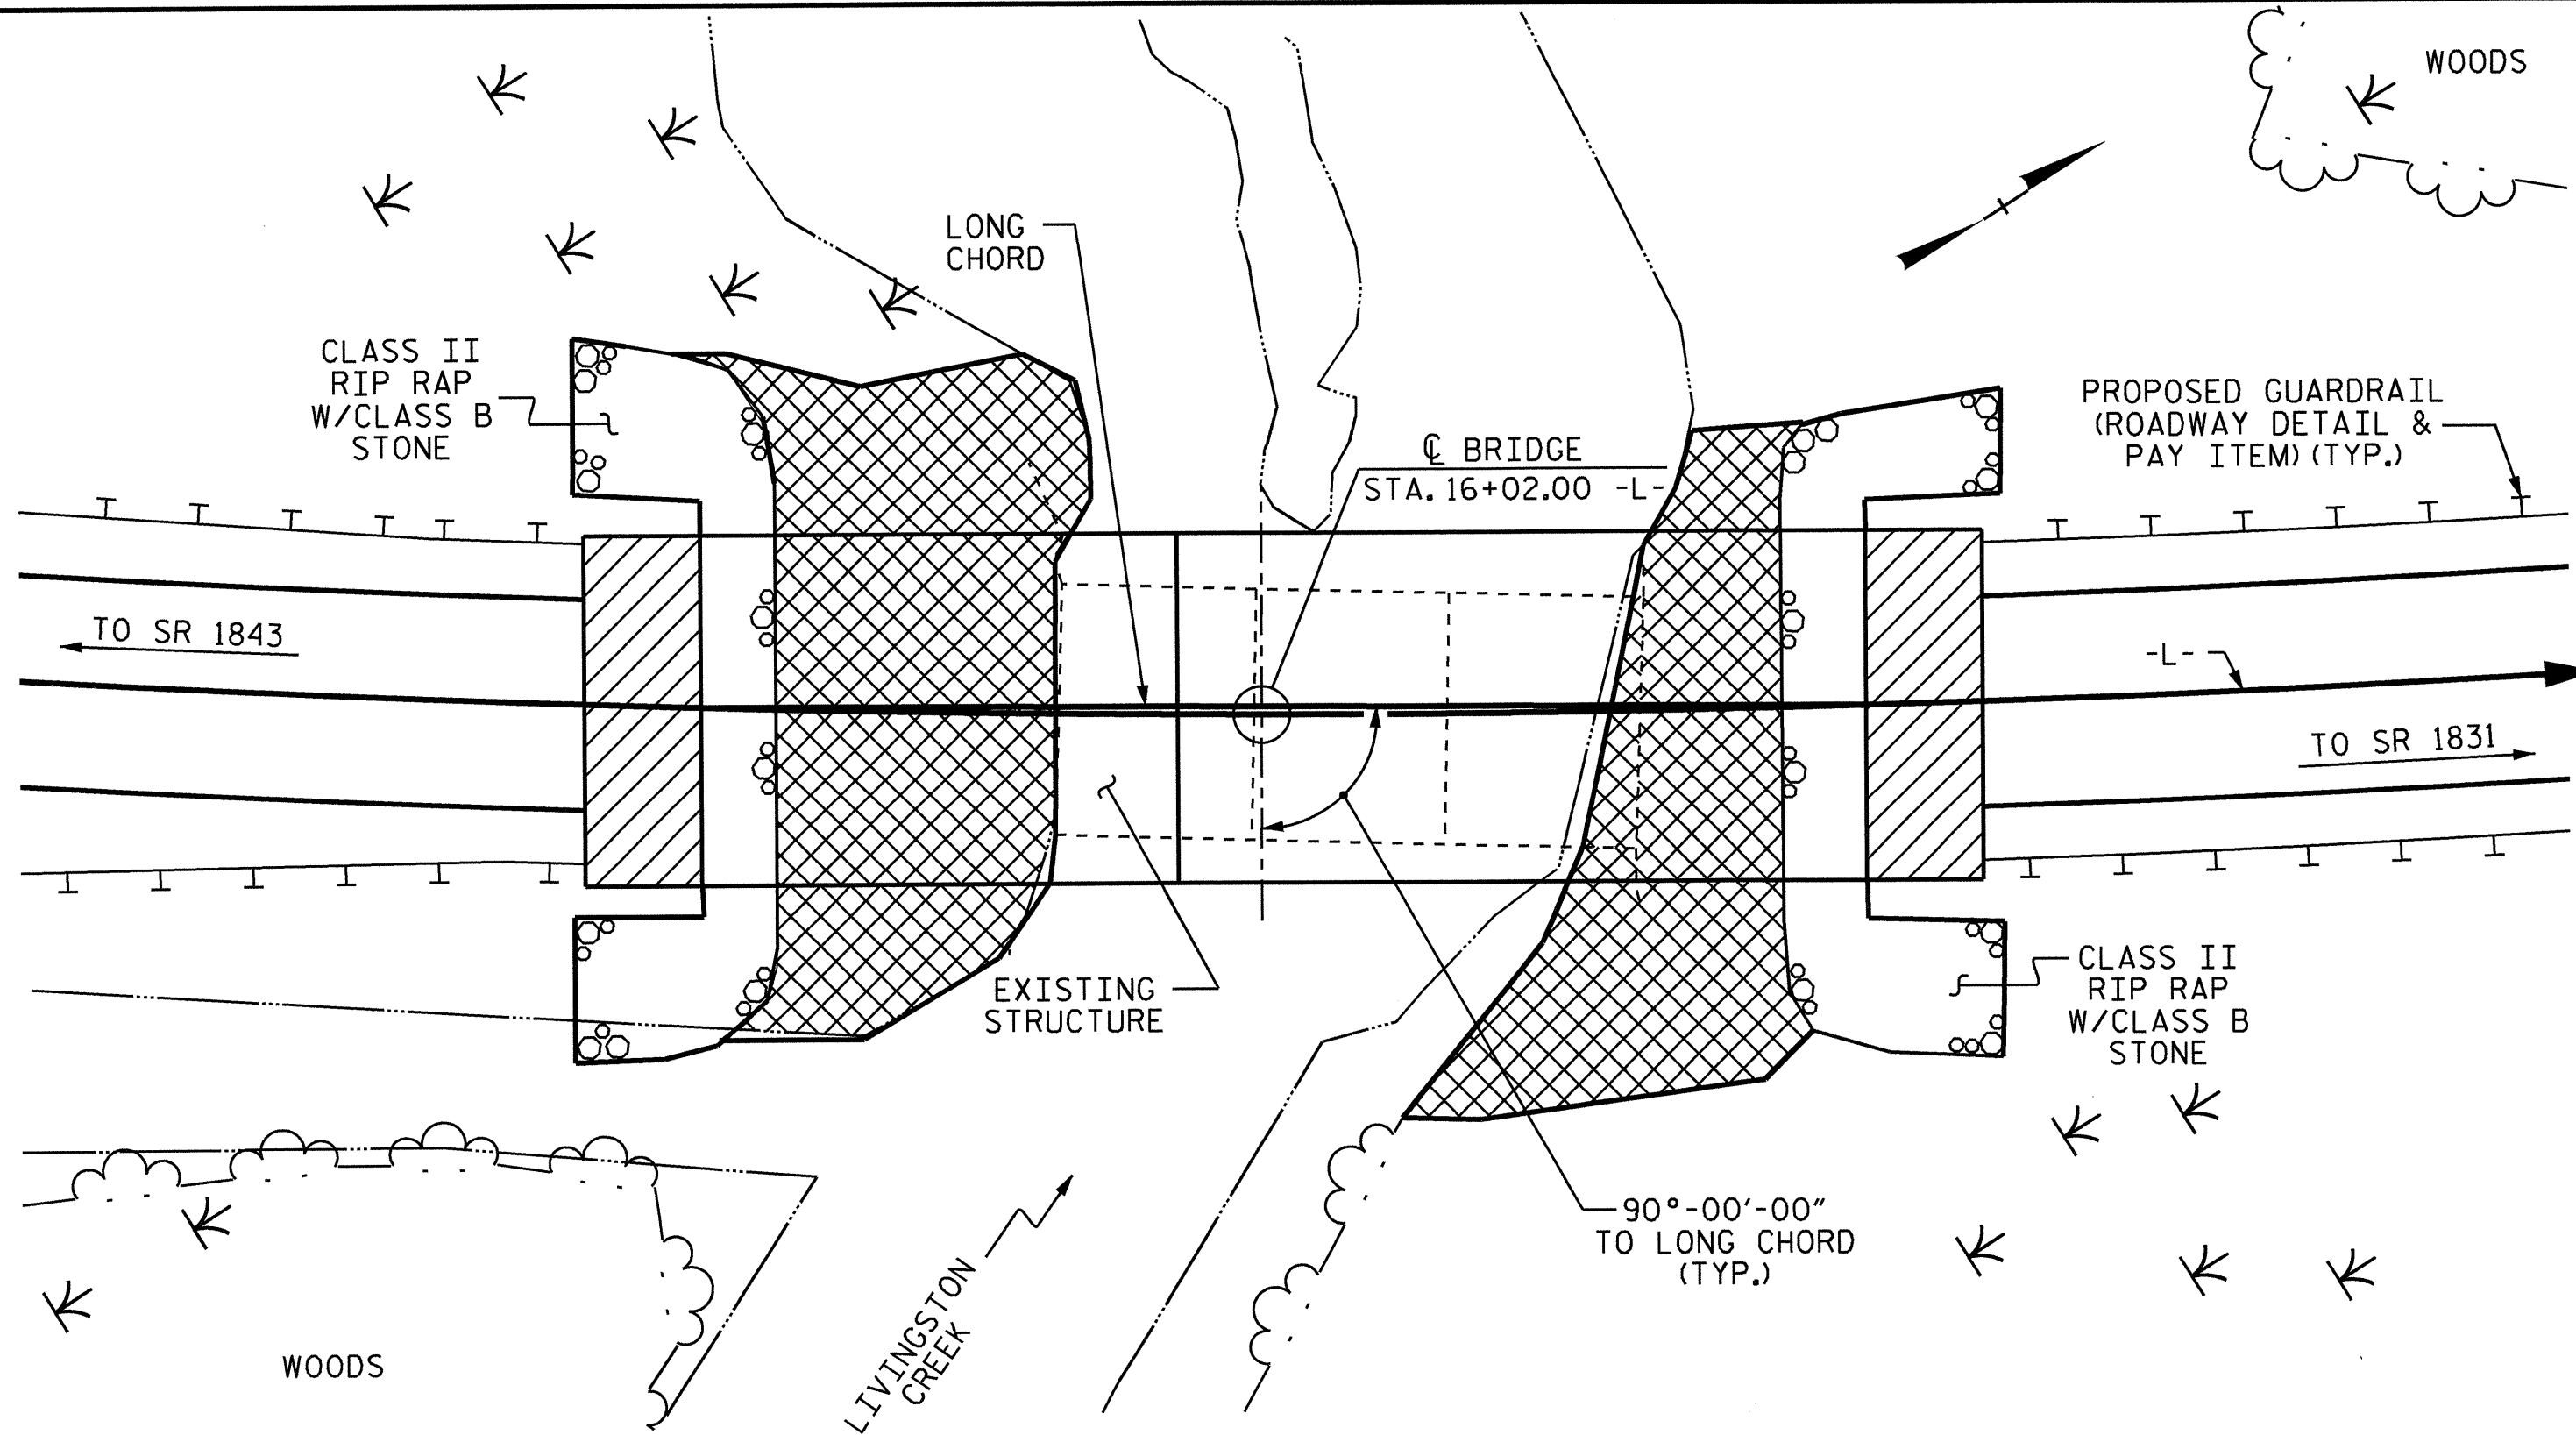 WOODS
LONG
CHORD
CLASS II
RIP RAP
W/CLASS B
STONE
PROPOSED GUARDRAIL
(ROADWAY DETAIL &
PAY ITEM) (TYP.)
℄ BRIDGE
STA. 16+02.00 -L-
TO SR 1843
-L-
TO SR 1831
EXISTING
STRUCTURE
CLASS II
RIP RAP
W/CLASS B
STONE
90°-00'-00"
TO LONG CHORD
(TYP.)
LIVINGSTON
CREEK
WOODS